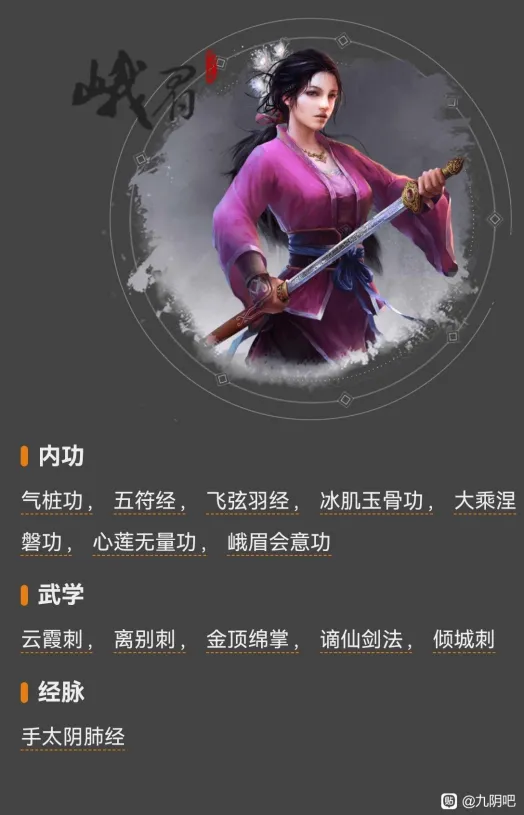 峨眉
内功
气桩功， 五符经， 飞弦羽经， 冰肌玉骨功， 大乘涅
磐功， 心莲无量功， 峨眉会意功
武学
云霞刺， 离别刺， 金顶绵掌， 谪仙剑法， 倾城刺
经脉
手太阴肺经
贴 @九阴吧